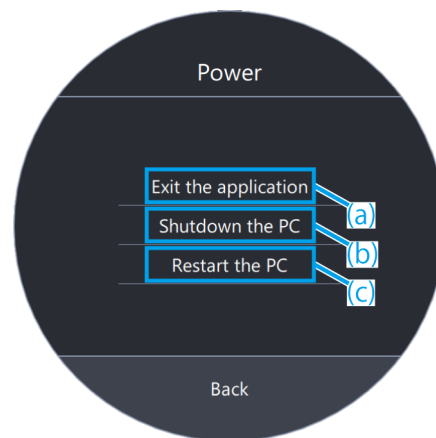 Power
Exit the application
(a)
Shutdown the PC
(b)
Restart the PC
(c)
Back